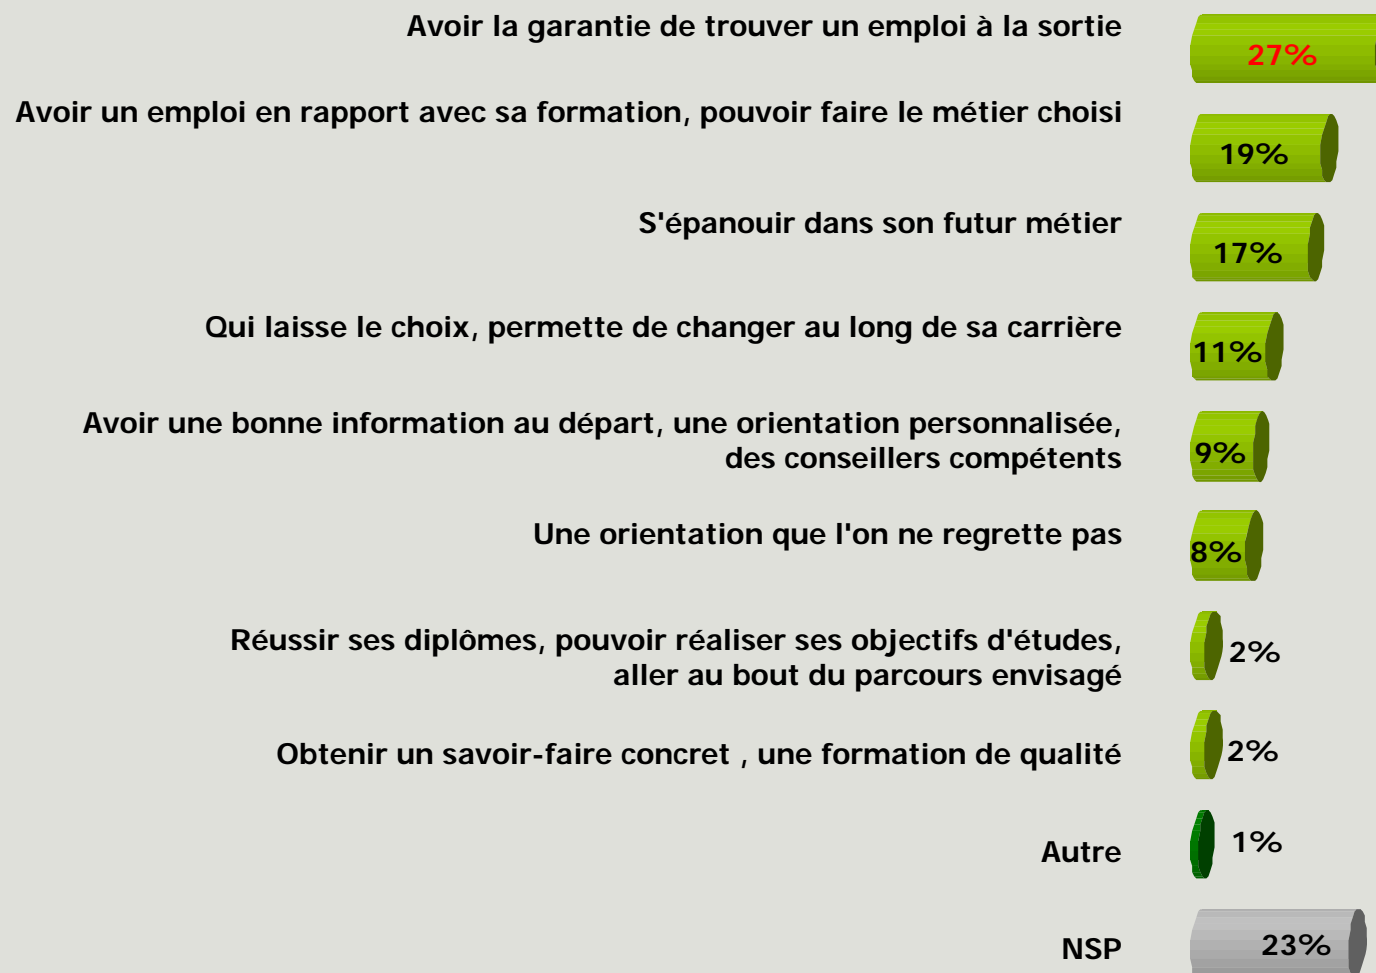 Avoir la garantie de trouver un emploi à la sortie
27%
Avoir un emploi en rapport avec sa formation, pouvoir faire le métier choisi
19%
S'épanouir dans son futur métier
17%
Qui laisse le choix, permette de changer au long de sa carrière
11%
Avoir une bonne information au départ, une orientation personnalisée,
des conseillers compétents
9%
Une orientation que l'on ne regrette pas
8%
Réussir ses diplômes, pouvoir réaliser ses objectifs d'études,
aller au bout du parcours envisagé
2%
Obtenir un savoir-faire concret , une formation de qualité
2%
Autre
1%
NSP
23%